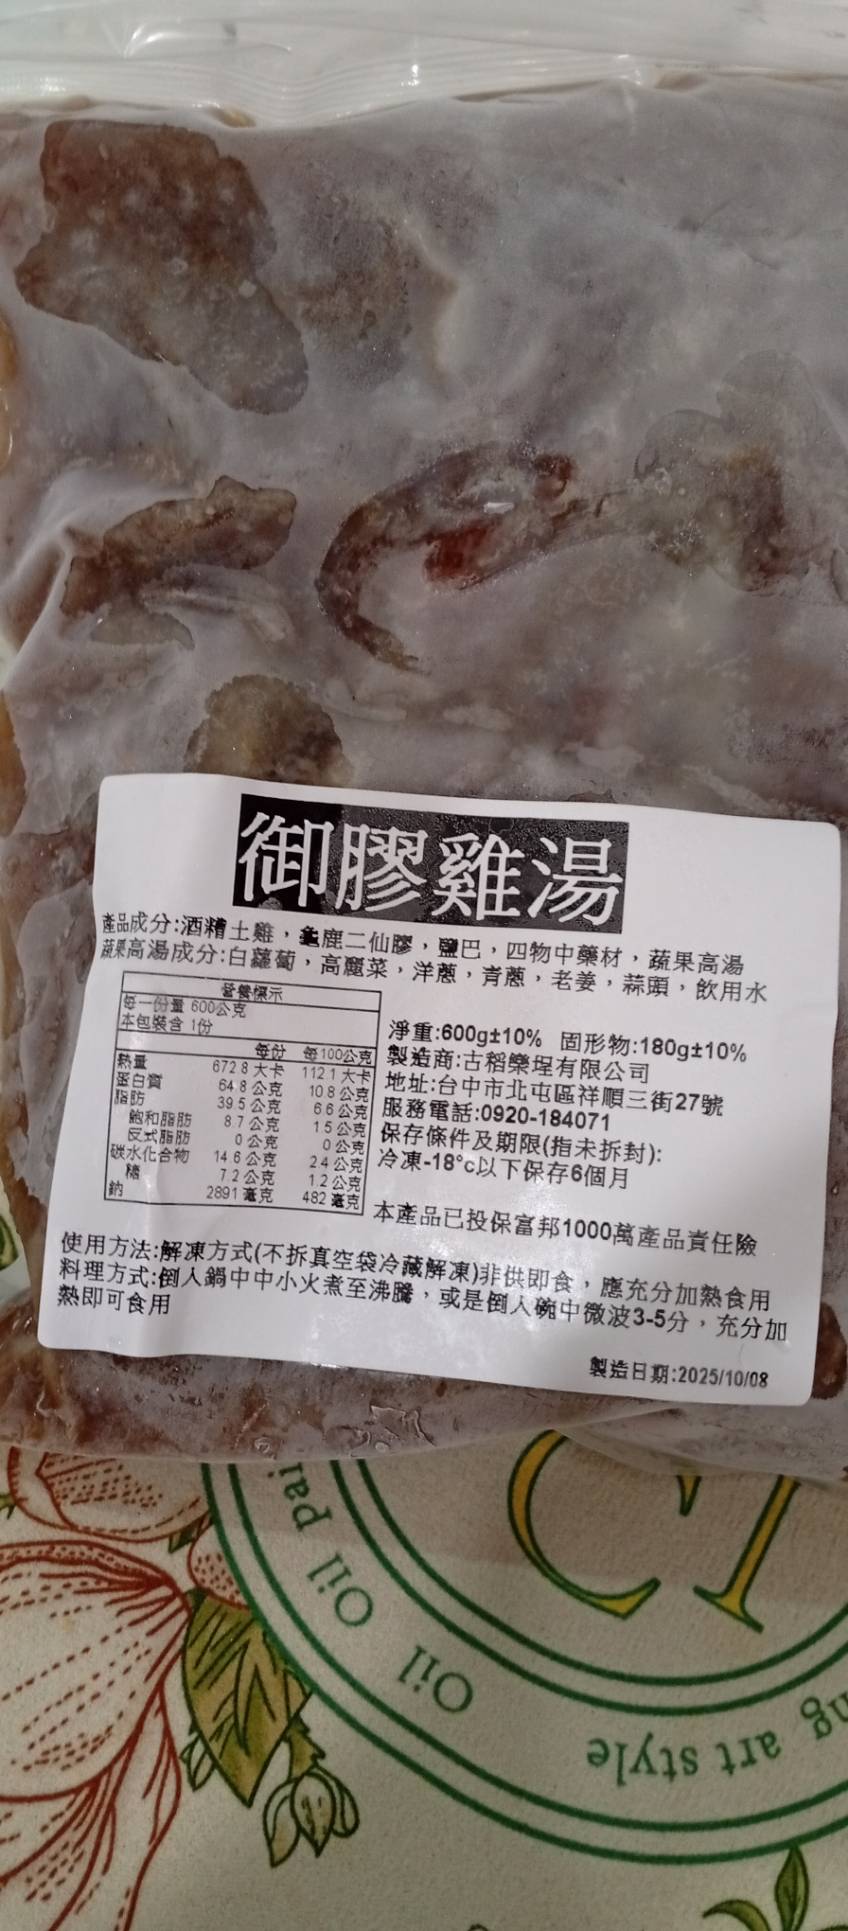 御膠雞湯
產品成分:酒糟土雞，龜鹿二仙膠，鹽巴，四物中藥材，蔬果高湯
蔬果高湯成分:白蘿蔔，高麗菜，洋蔥，青蔥，老姜，蒜頭，飲用水
營養標示
每一份量 600公克
本包裝含 1份
每份 每100公克
熱量 672.8 大卡 112.1 大卡
蛋白質 64.8 公克 10.8 公克
脂肪 39.5 公克 6.6 公克
飽和脂肪 8.7 公克 1.5 公克
反式脂肪 0 公克 0 公克
碳水化合物 14.6 公克 2.4 公克
糖 7.2 公克 1.2 公克
鈉 2891 毫克 482 毫克
淨重:600g±10% 固形物:180g±10%
製造商:古稻欒埕有限公司
地址:台中市北屯區祥順三街27號
服務電話:0920-184071
保存條件及期限(指未拆封):
冷凍-18°c以下保存6個月
本產品已投保富邦1000萬產品責任險
使用方法:解凍方式(不拆真空袋冷藏解凍)非供即食，應充分加熱食用
料理方式:倒入鍋中中小火煮至沸騰，或是倒入碗中微波3-5分，充分加
熱即可食用
製造日期:2025/10/08
CI
Oil Oil pai
ng art style